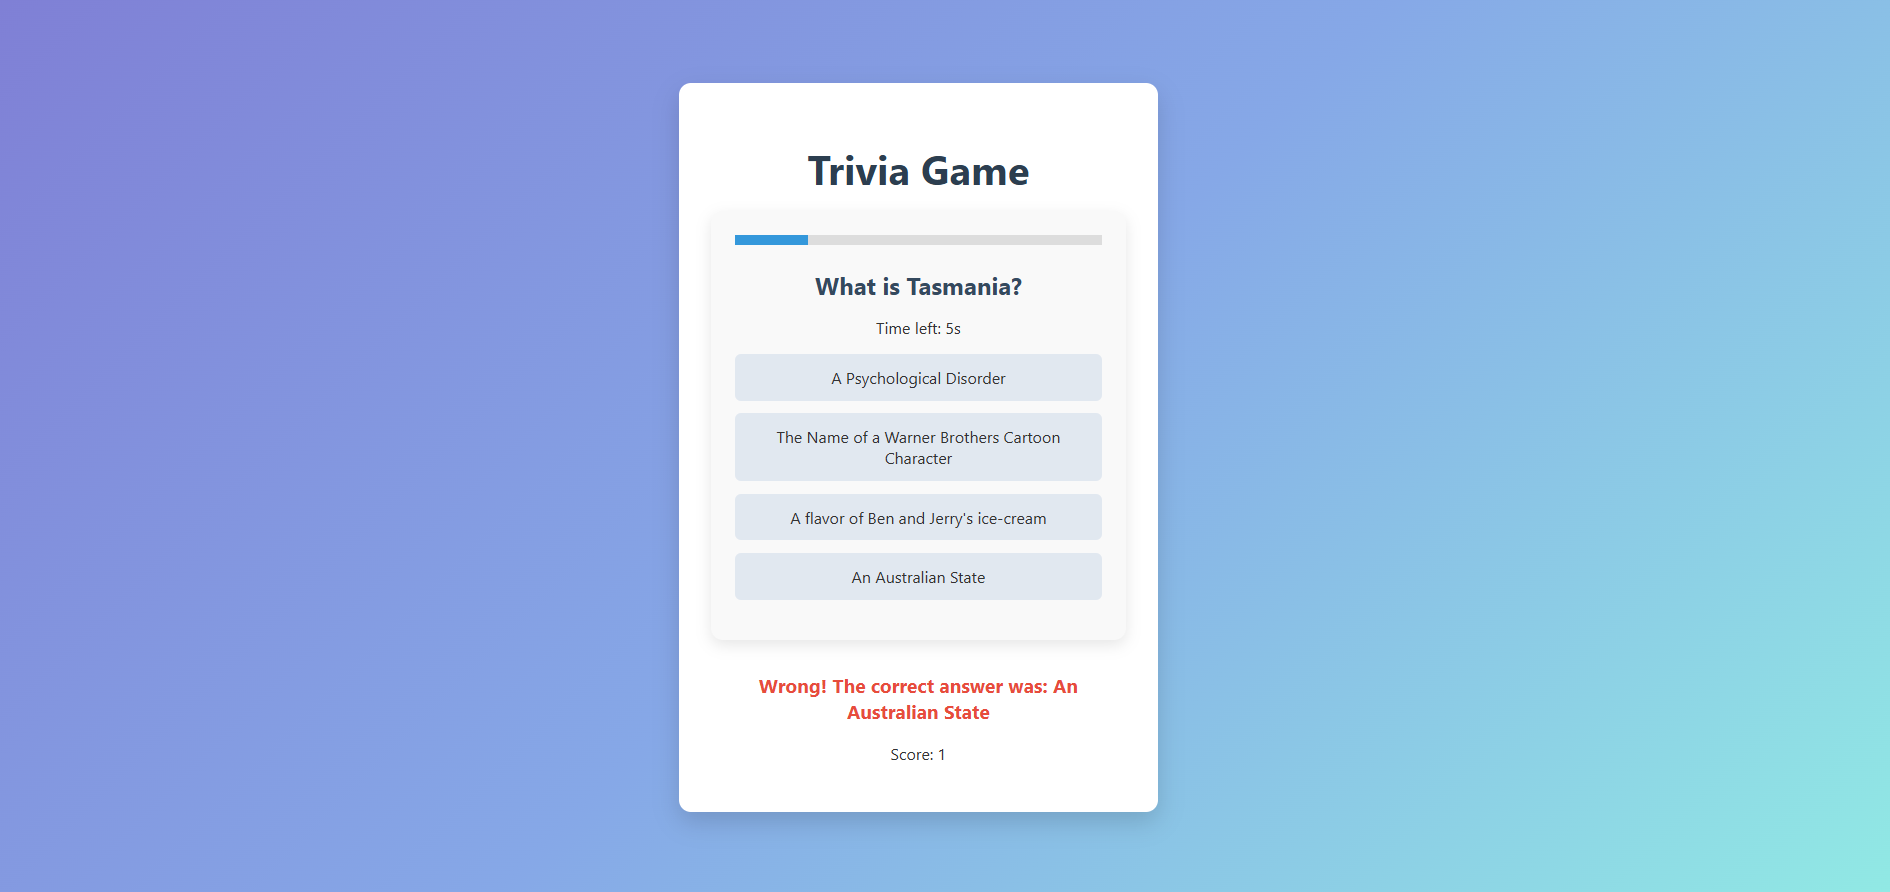 Trivia Game
What is Tasmania?
Time left: 5s
A Psychological Disorder
The Name of a Warner Brothers Cartoon
Character
A flavor of Ben and Jerry's ice-cream
An Australian State
Wrong! The correct answer was: An
Australian State
Score: 1